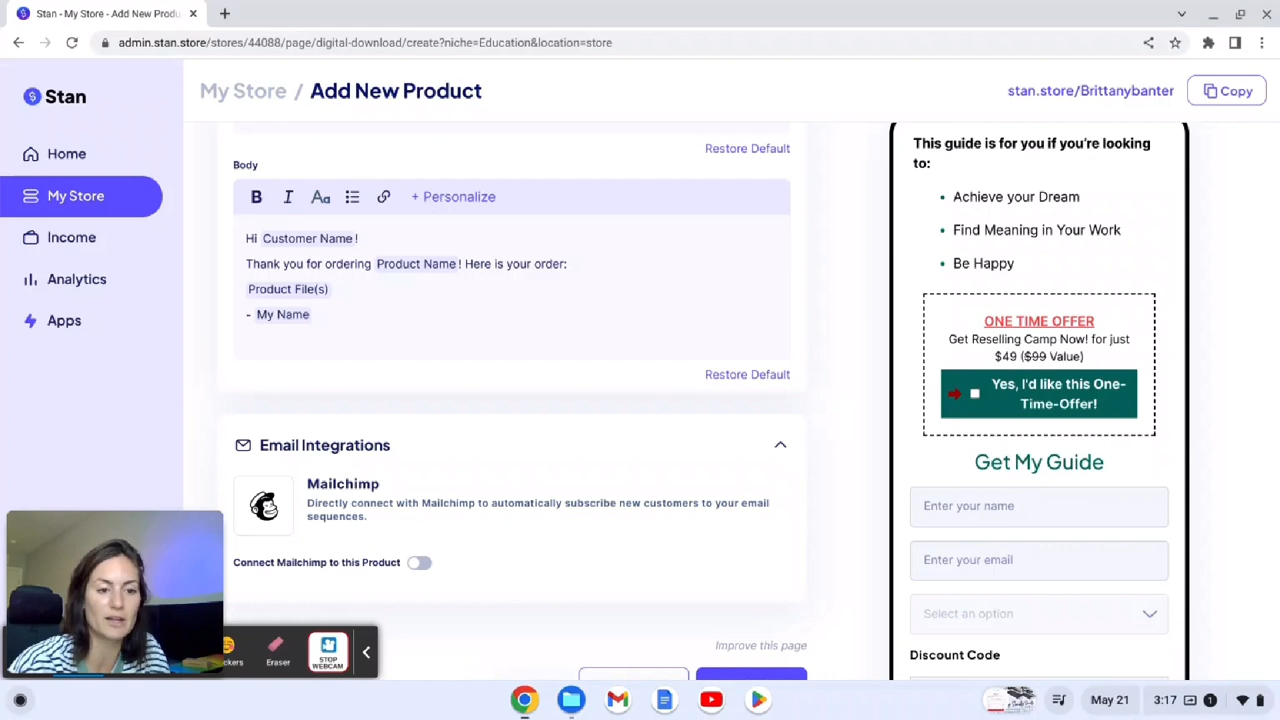 Stan - My Store - Add New Produ
admin.stan.store/stores/44088/page/digital-download/create?niche=Education&location=store
Stan
My Store / Add New Product
stan.store/Brittanybanter
Copy
Home
My Store
Income
Analytics
Apps
Restore Default
Body
B I Aa + Personalize
Hi Customer Name !
Thank you for ordering Product Name ! Here is your order:
Product File(s)
- My Name
Restore Default
Email Integrations
Mailchimp
Directly connect with Mailchimp to automatically subscribe new customers to your email
sequences.
Connect Mailchimp to this Product
Improve this page
This guide is for you if you're looking
to:
• Achieve your Dream
• Find Meaning in Your Work
• Be Happy
ONE TIME OFFER
Get Reselling Camp Now! for just
$49 ($99 Value)
Yes, I'd like this One-
Time-Offer!
Get My Guide
Enter your name
Enter your email
Select an option
Discount Code
ckers
Eraser
STOP
WEBCAM
May 21
3:17
1